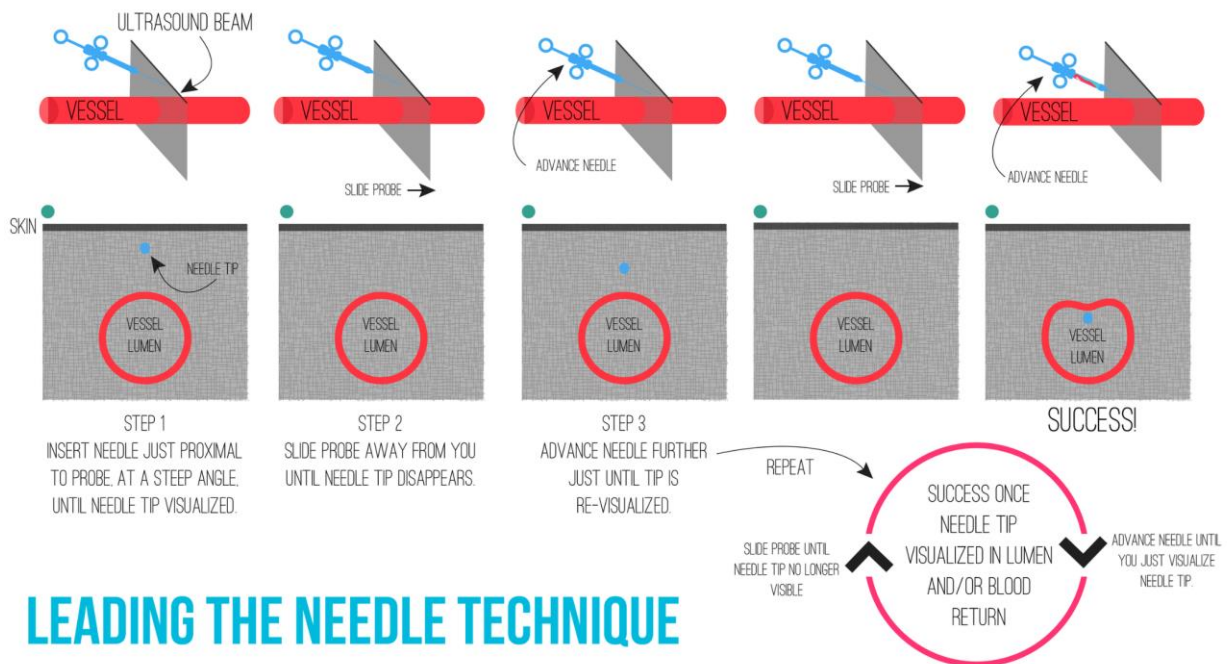 ULTRASOUND BEAM
VESSEL
VESSEL
VESSEL
VESSEL
VESSEL
SLIDE PROBE
ADVANCE NEEDLE
SLIDE PROBE
ADVANCE NEEDLE
SKIN
NEEDLE TIP
VESSEL
LUMEN
VESSEL
LUMEN
VESSEL
LUMEN
VESSEL
LUMEN
VESSEL
LUMEN
STEP 1
INSERT NEEDLE JUST PROXIMAL
TO PROBE, AT A STEEP ANGLE,
UNTIL NEEDLE TIP VISUALIZED.
STEP 2
SLIDE PROBE AWAY FROM YOU
UNTIL NEEDLE TIP DISAPPEARS.
STEP 3
ADVANCE NEEDLE FURTHER
JUST UNTIL TIP IS
RE-VISUALIZED.
REPEAT
SUCCESS!
SLIDE PROBE UNTIL
NEEDLE TIP NO LONGER
VISIBLE
SUCCESS ONCE
NEEDLE TIP
VISUALIZED IN LUMEN
AND/OR BLOOD
RETURN
ADVANCE NEEDLE UNTIL
YOU JUST VISUALIZE
NEEDLE TIP.
LEADING THE NEEDLE TECHNIQUE